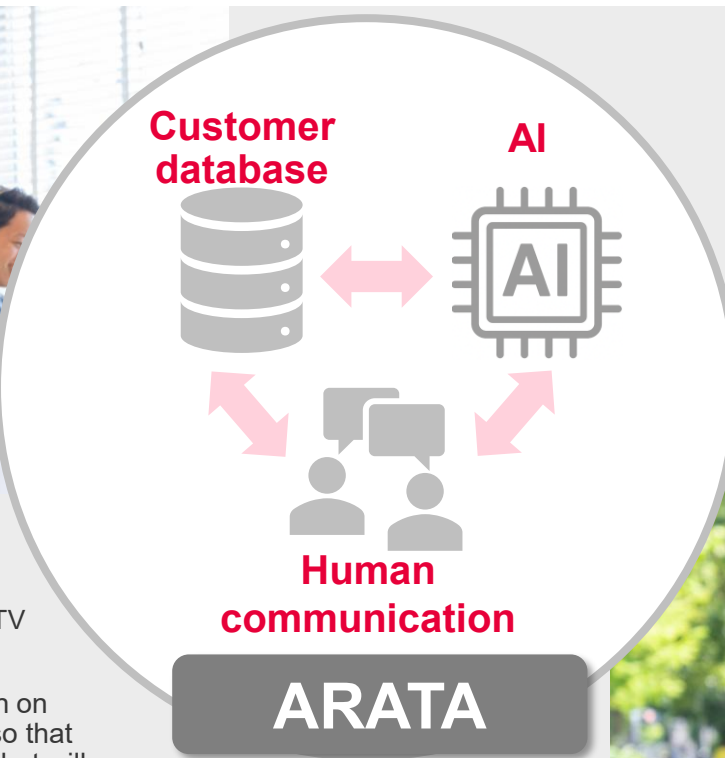 Customer
database
AI
AI
Human
communication
TV
n on
so that
ARATA